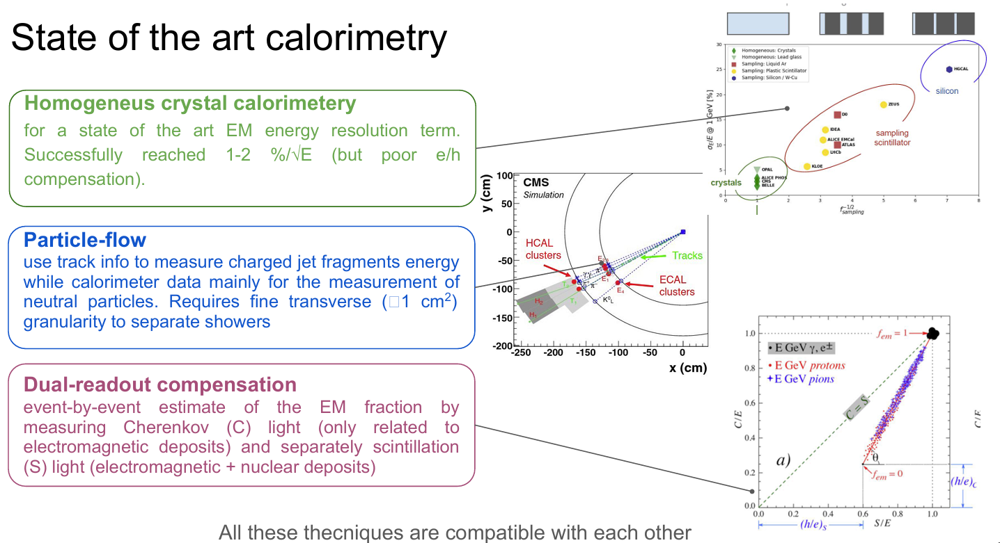 State of the art calorimetry
Homogeneus crystal calorimetery
for a state of the art EM energy resolution term.
Successfully reached 1-2 %/√E (but poor e/h
compensation).
Particle-flow
use track info to measure charged jet fragments energy
while calorimeter data mainly for the measurement of
neutral particles. Requires fine transverse (□1 cm²)
granularity to separate showers
Dual-readout compensation
event-by-event estimate of the EM fraction by
measuring Cherenkov (C) light (only related to
electromagnetic deposits) and separately scintillation
(S) light (electromagnetic + nuclear deposits)
All these thecniques are compatible with each other
30
25
20
15
10
5
0
σE/E @ 1 GeV [%]
Homogeneous: Crystals
Homogeneous: Lead glass
Sampling: Liquid Ar
Sampling: Plastic Scintillator
Sampling: Silicon / W-Cu
HGCAL
silicon
ZEUS
D0
IDEA
ALICE EMCal
ATLAS
LHCb
KLOE
sampling
scintillator
OPAL
ALICE PHOS
CMS
BELLE
crystals
0 1 2 3 4 5 6 7 8
f sampling −1/2
y (cm)
100
50
0
-50
-100
-150
-200
CMS
Simulation
HCAL
clusters
Tracks
ECAL
clusters
E1
E4
K⁰L
π⁻
T1
H2
H1
-250 -200 -150 -100 -50 0
x (cm)
C/E
1.0
0.8
0.6
0.4
0.2
0.0
fem = 1
• E GeV γ, e±
• E GeV protons
+E GeV pions
C = S
a)
θ
fem = 0
(h/e)C
0.0 0.2 0.4 0.6 0.8 1.0
(h/e)S
S/E